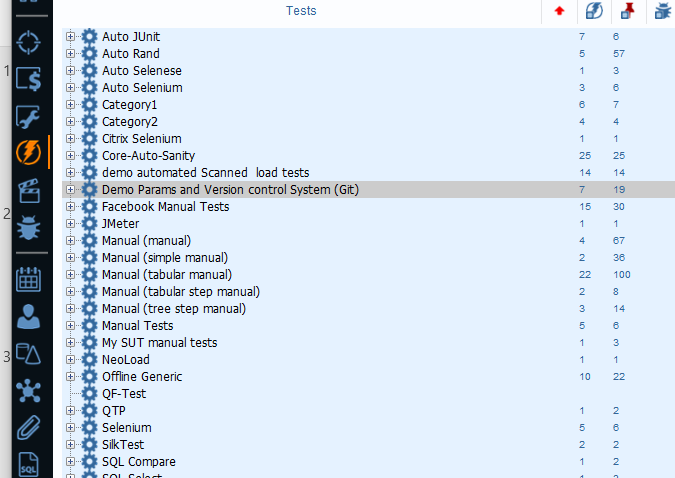 Tests
Auto JUnit 7 6
1
Auto Rand 5 57
Auto Selenese 1 3
Auto Selenium 3 6
Category1 6 7
Category2 4 4
Citrix Selenium 1 1
Core-Auto-Sanity 25 25
demo automated Scanned load tests 14 14
Demo Params and Version control System (Git) 7 19
2
Facebook Manual Tests 15 30
JMeter 1 1
Manual (manual) 4 67
Manual (simple manual) 2 36
Manual (tabular manual) 22 100
Manual (tabular step manual) 2 8
Manual (tree step manual) 3 14
Manual Tests 5 6
My SUT manual tests 1 3
3
NeoLoad 1 1
Offline Generic 10 22
QF-Test
QTP 1 2
Selenium 5 6
SilkTest 2 2
SQL Compare 1 2
SQL
SQL Select